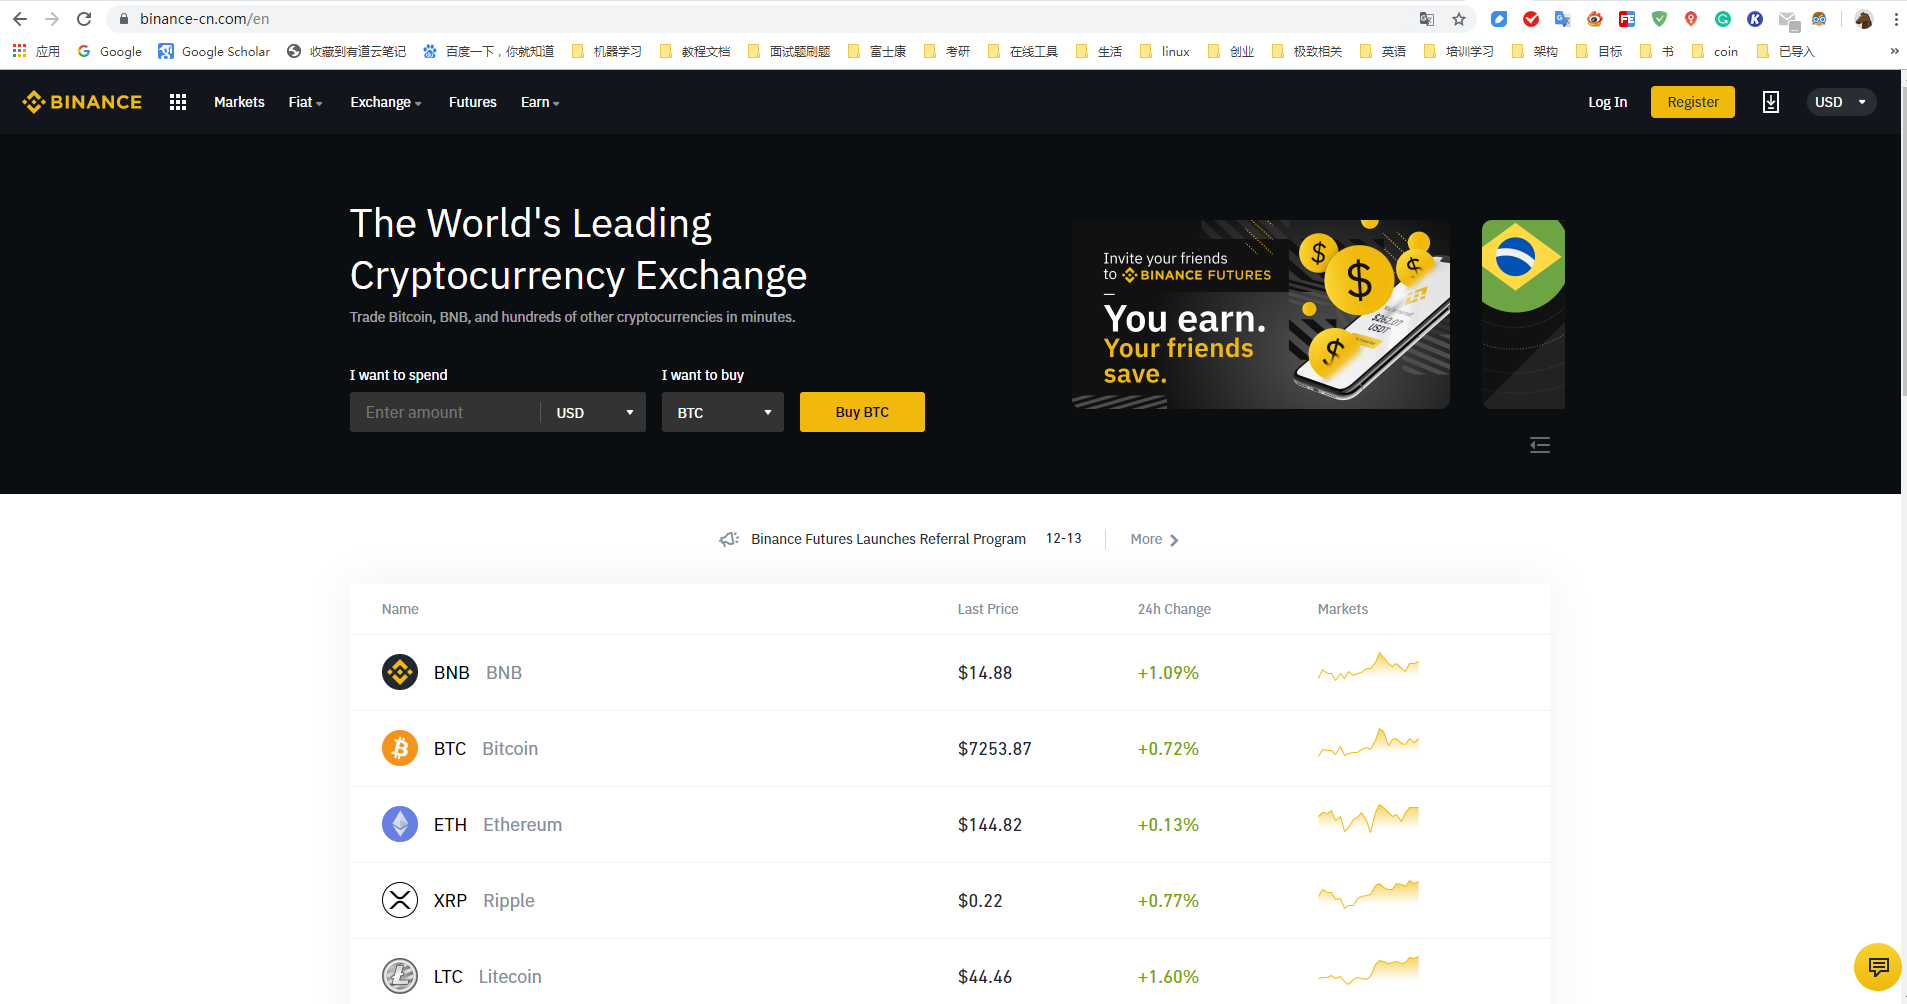 binance-cn.com/en
应用 Google Google Scholar 收藏到有道云笔记 百度一下，你就知道 机器学习 教程文档 面试题刷题 富士康 考研 在线工具 生活 linux 创业 极致相关 英语 培训学习 架构 目标 书 coin 已导入 »
BINANCE Markets Fiat Exchange Futures Earn Log In Register USD
The World's Leading
Cryptocurrency Exchange
Trade Bitcoin, BNB, and hundreds of other cryptocurrencies in minutes.
I want to spend I want to buy
Enter amount USD BTC Buy BTC
Invite your friends
to BINANCE FUTURES
You earn.
Your friends
save.
$262.07
USDT
Binance Futures Launches Referral Program 12-13 More
Name Last Price 24h Change Markets
BNB BNB $14.88 +1.09%
BTC Bitcoin $7253.87 +0.72%
ETH Ethereum $144.82 +0.13%
XRP Ripple $0.22 +0.77%
LTC Litecoin $44.46 +1.60%